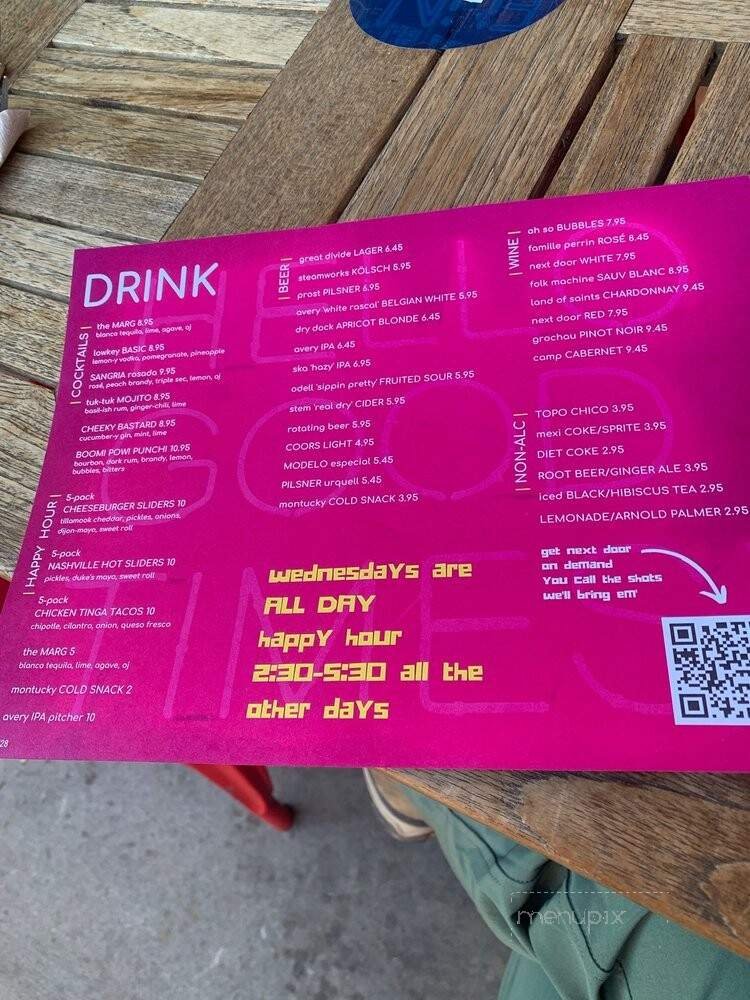 DRINK
| COCKTAILS |
the MARG 8.95
blanco tequila, lime, agave, oj
lowkey BASIC 8.95
lemon-y vodka, pomegranate, pineapple
SANGRIA rosada 9.95
rosé, peach brandy, triple sec, lemon, oj
tuk-tuk MOJITO 8.95
basil-ish rum, ginger-chili, lime
CHEEKY BASTARD 8.95
cucumber-y gin, mint, lime
BOOM! POW! PUNCH! 10.95
bourbon, dark rum, brandy, lemon,
bubbles, bitters
| HAPPY HOUR |
5-pack
CHEESEBURGER SLIDERS 10
tillamook cheddar, pickles, onions,
dijon-mayo, sweet roll
5-pack
NASHVILLE HOT SLIDERS 10
pickles, duke's mayo, sweet roll
5-pack
CHICKEN TINGA TACOS 10
chipotle, cilantro, onion, queso fresco
the MARG 5
blanco tequila, lime, agave, oj
montucky COLD SNACK 2
avery IPA pitcher 10
28
| BEER |
great divide LAGER 6.45
steamworks KÖLSCH 5.95
prost PILSNER 6.95
avery 'white rascal' BELGIAN WHITE 5.95
dry dock APRICOT BLONDE 6.45
avery IPA 6.45
ska 'hazy' IPA 6.95
odell 'sippin pretty' FRUITED SOUR 5.95
stem 'real dry' CIDER 5.95
rotating beer 5.95
COORS LIGHT 4.95
MODELO especial 5.45
PILSNER urquell 5.45
montucky COLD SNACK 3.95
| WINE |
oh so BUBBLES 7.95
famille perrin ROSÉ 8.45
next door WHITE 7.95
folk machine SAUV BLANC 8.95
land of saints CHARDONNAY 9.45
next door RED 7.95
grochau PINOT NOIR 9.45
camp CABERNET 9.45
| NON-ALC |
TOPO CHICO 3.95
mexi COKE/SPRITE 3.95
DIET COKE 2.95
ROOT BEER/GINGER ALE 3.95
iced BLACK/HIBISCUS TEA 2.95
LEMONADE/ARNOLD PALMER 2.95
wednesdays are
ALL DAY
happy hour
2:30-5:30 all the
other days
get next door
on demand
You call the shots
we'll bring em'
HELLO
GOOD
TIMES
menupix